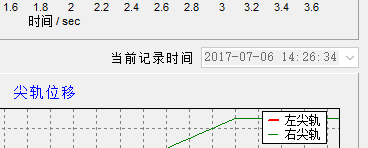 1.6 1.8 2 2.2 2.4 2.6 2.8 3 3.2 3.4 3.6
时间 / sec
当前记录时间 2017-07-06 14:26:34
尖轨位移
左尖轨
右尖轨